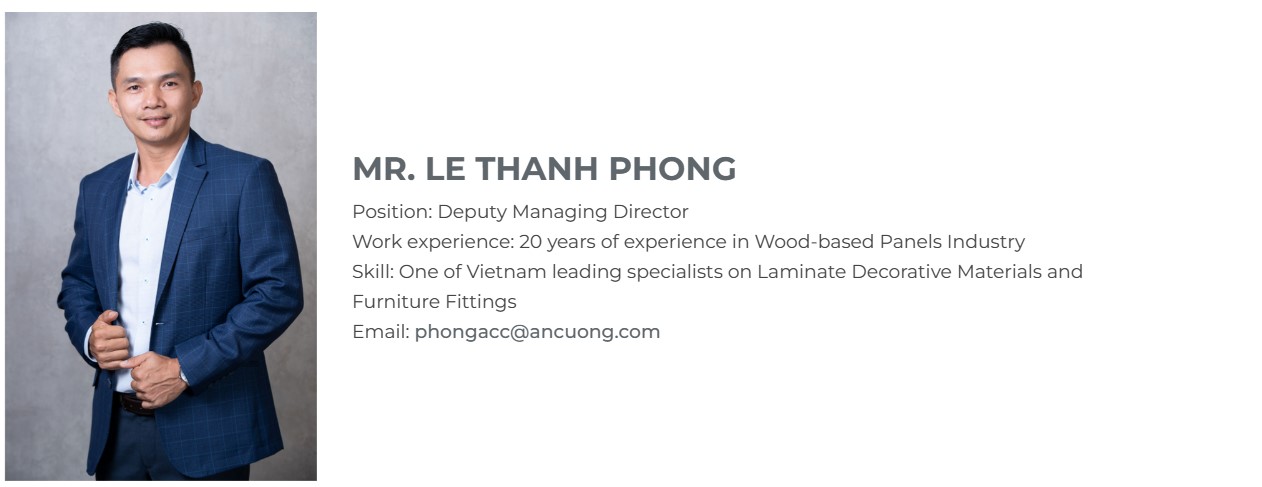 MR. LE THANH PHONG
Position: Deputy Managing Director
Work experience: 20 years of experience in Wood-based Panels Industry
Skill: One of Vietnam leading specialists on Laminate Decorative Materials and
Furniture Fittings
Email: phongacc@ancuong.com